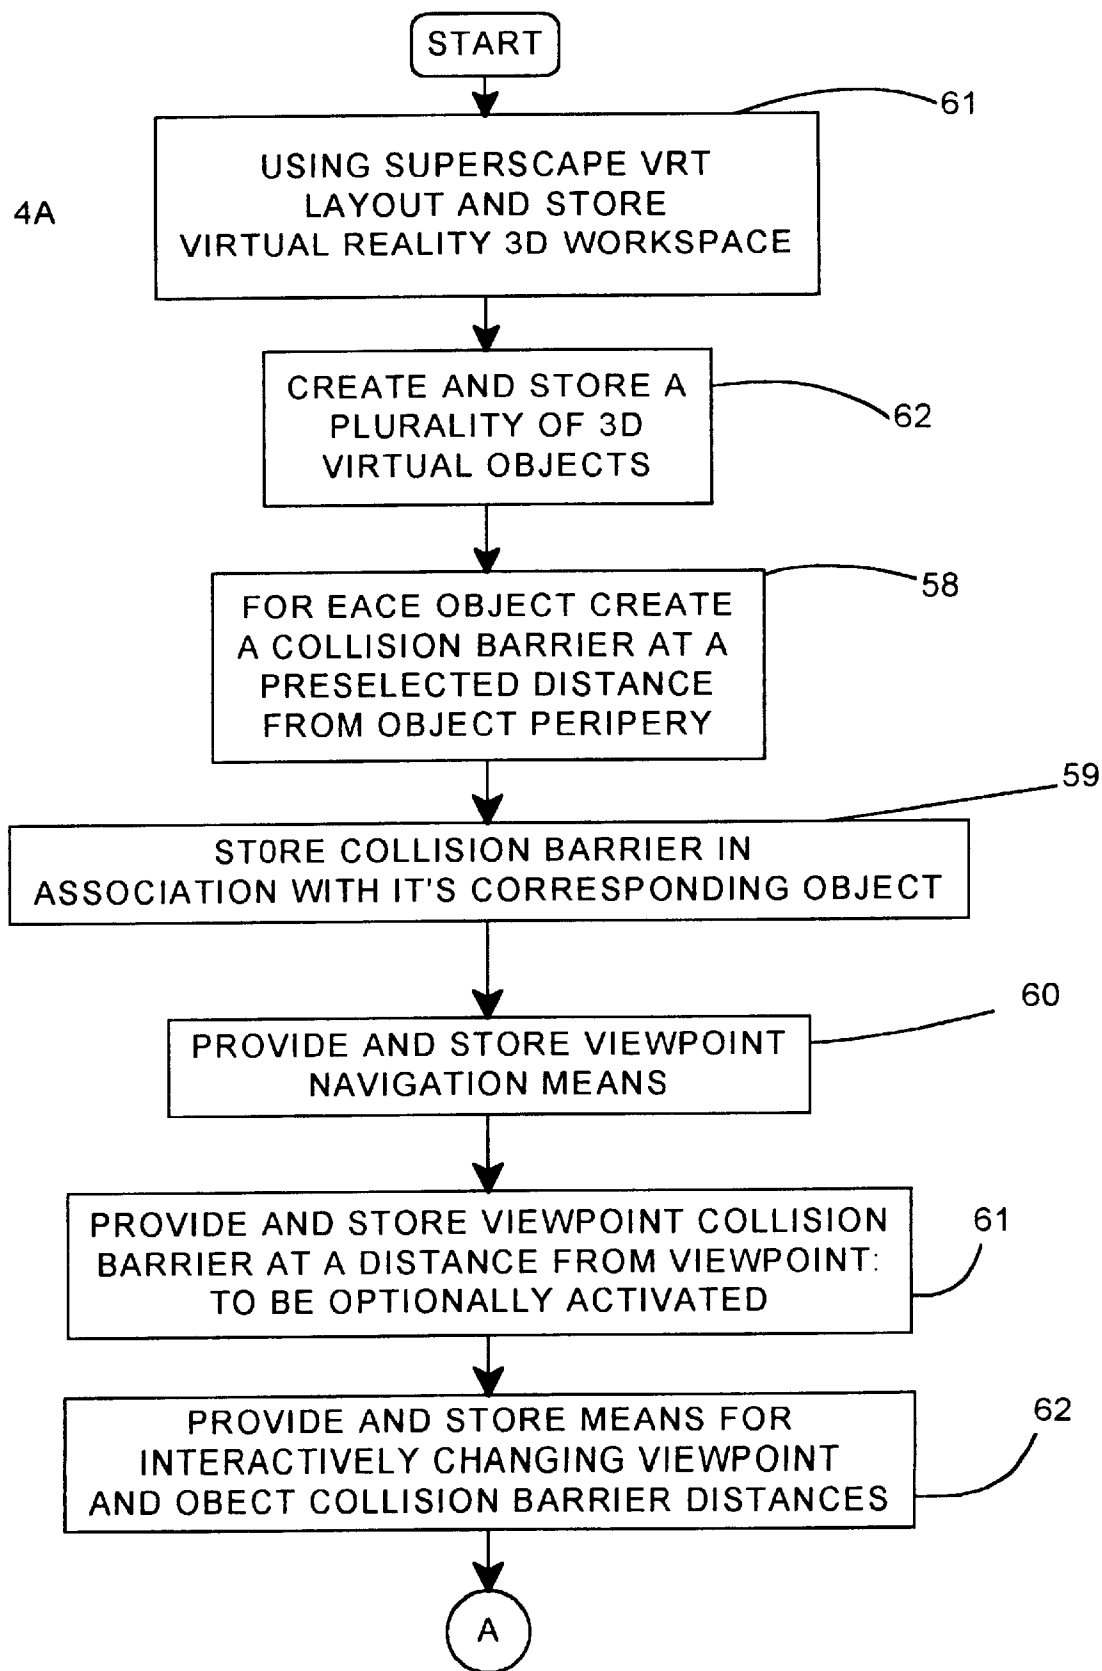 START
61
USING SUPERSCAPE VRT
LAYOUT AND STORE
VIRTUAL REALITY 3D WORKSPACE
4A
CREATE AND STORE A
PLURALITY OF 3D
VIRTUAL OBJECTS
62
FOR EACE OBJECT CREATE
A COLLISION BARRIER AT A
PRESELECTED DISTANCE
FROM OBJECT PERIPERY
58
59
STORE COLLISION BARRIER IN
ASSOCIATION WITH IT'S CORRESPONDING OBJECT
60
PROVIDE AND STORE VIEWPOINT
NAVIGATION MEANS
PROVIDE AND STORE VIEWPOINT COLLISION
BARRIER AT A DISTANCE FROM VIEWPOINT:
TO BE OPTIONALLY ACTIVATED
61
PROVIDE AND STORE MEANS FOR
INTERACTIVELY CHANGING VIEWPOINT
AND OBECT COLLISION BARRIER DISTANCES
62
A